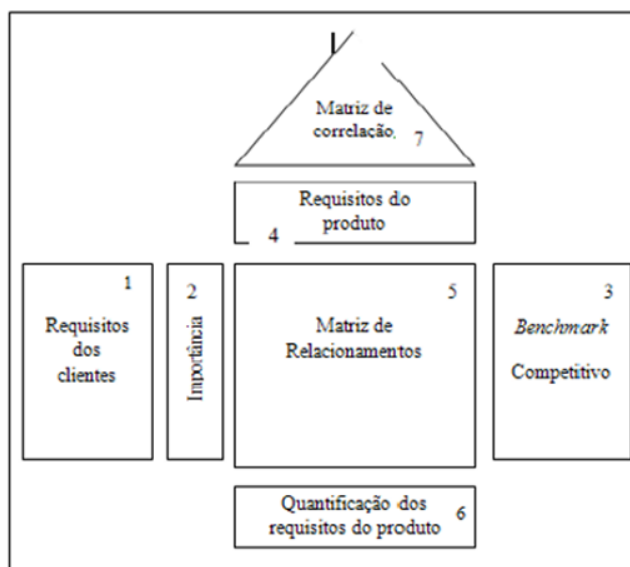 Matriz de
correlação.
7
Requisitos do
produto
4
1
Requisitos
dos
clientes
2
Importância
5
Matriz de
Relacionamentos
3
Benchmark
Competitivo
Quantificação dos
requisitos do produto
6